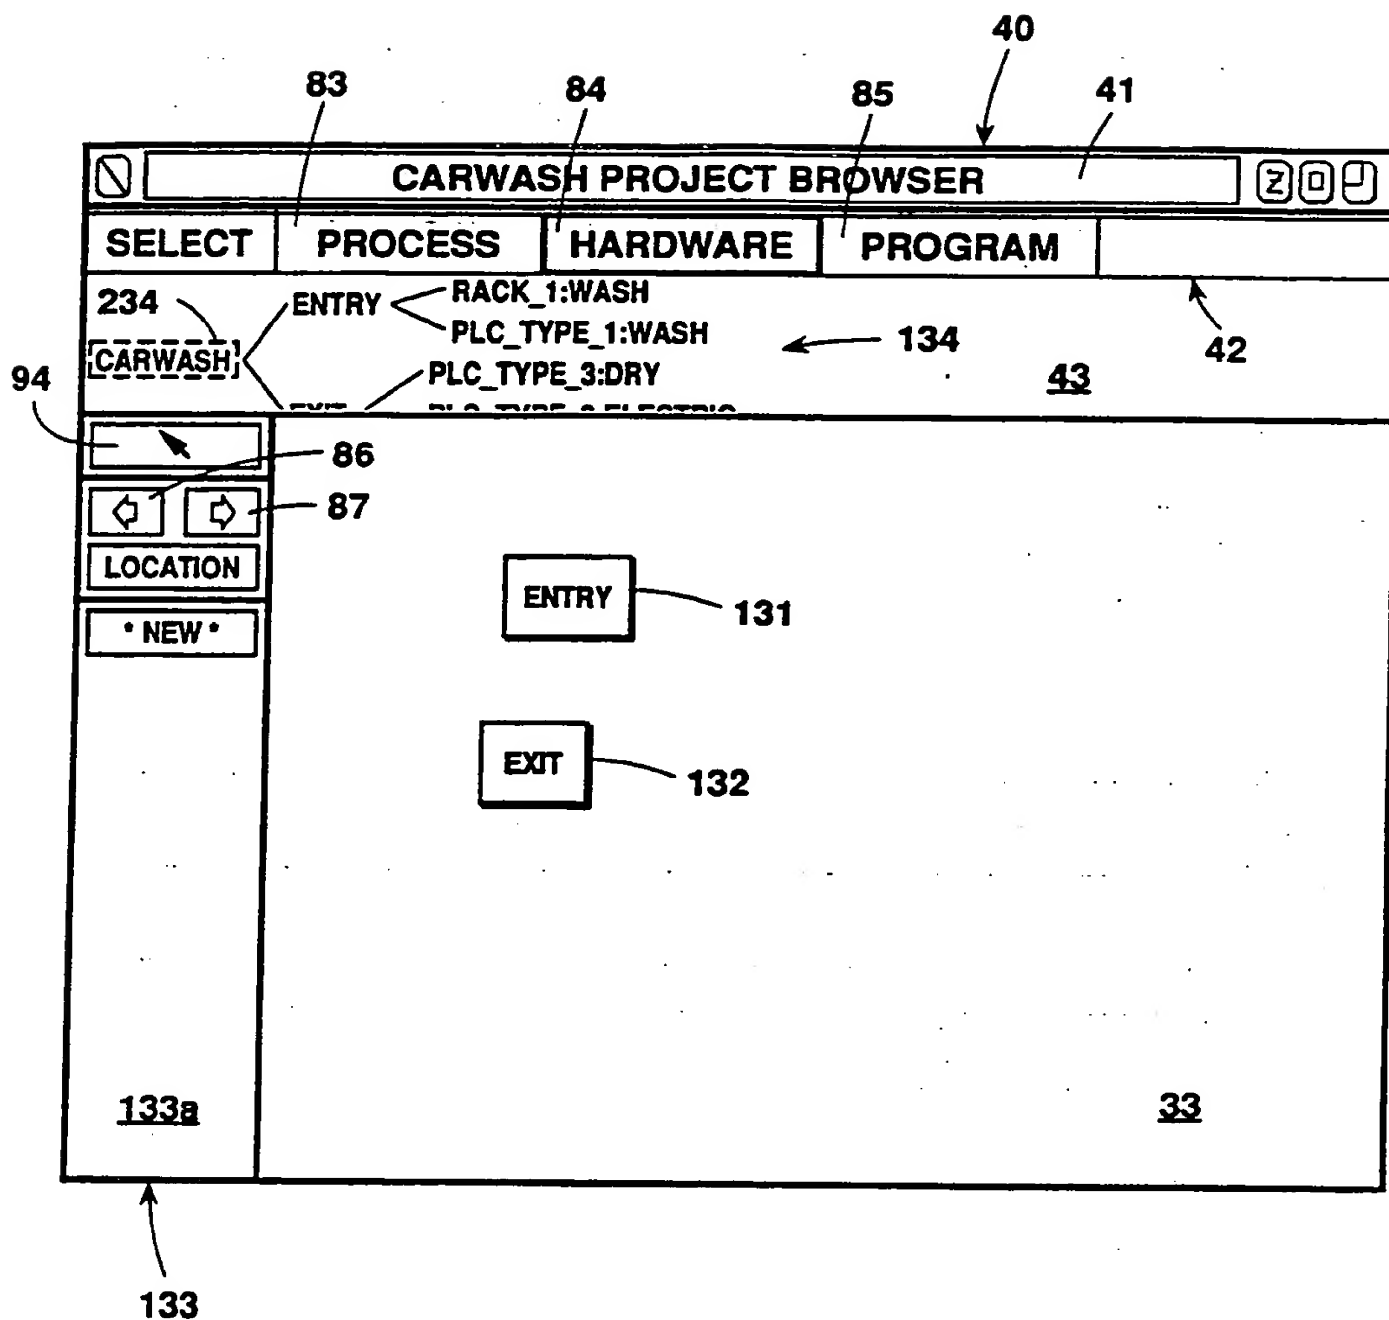 40
83 84 85 41
CARWASH PROJECT BROWSER Z
SELECT PROCESS HARDWARE PROGRAM
234 ENTRY RACK_1:WASH
PLC_TYPE_1:WASH 134 42
CARWASH
94 PLC_TYPE_3:DRY 43
86
87
LOCATION
ENTRY 131
* NEW *
EXIT 132
133a 33
133